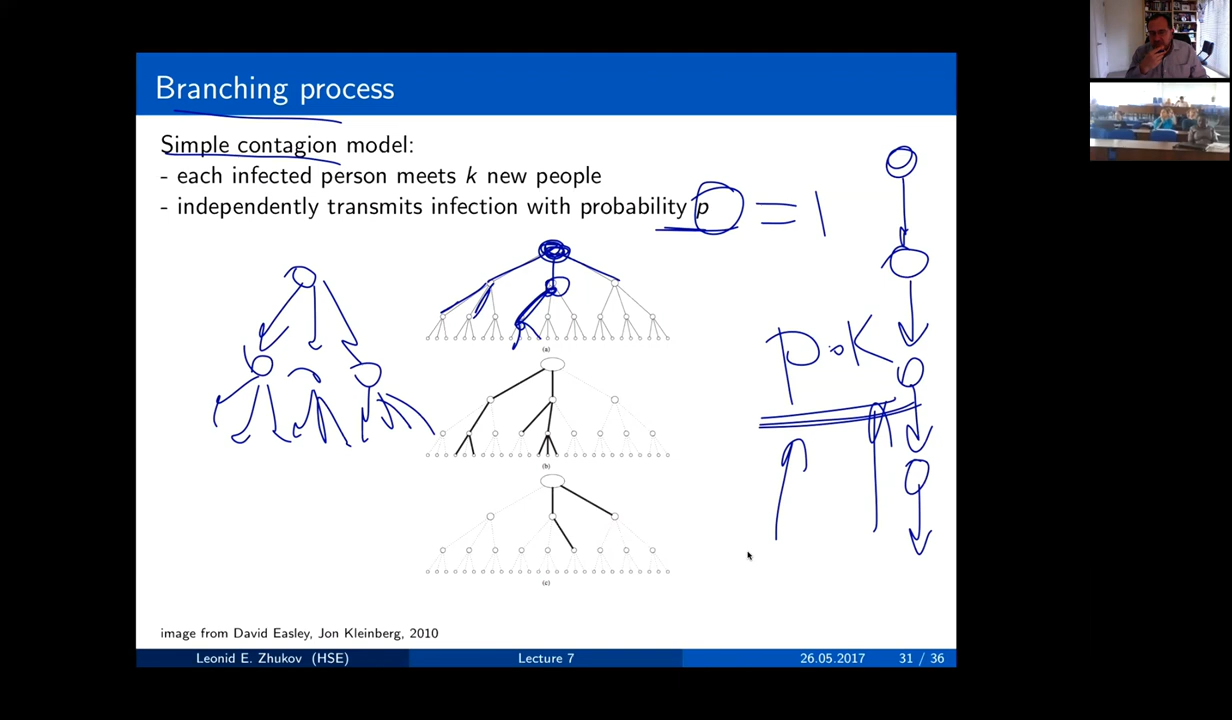 Branching process
Simple contagion model:
- each infected person meets k new people
- independently transmits infection with probability p = 1
p · K
(a)
(b)
(c)
image from David Easley, Jon Kleinberg, 2010
Leonid E. Zhukov (HSE) Lecture 7 26.05.2017 31 / 36